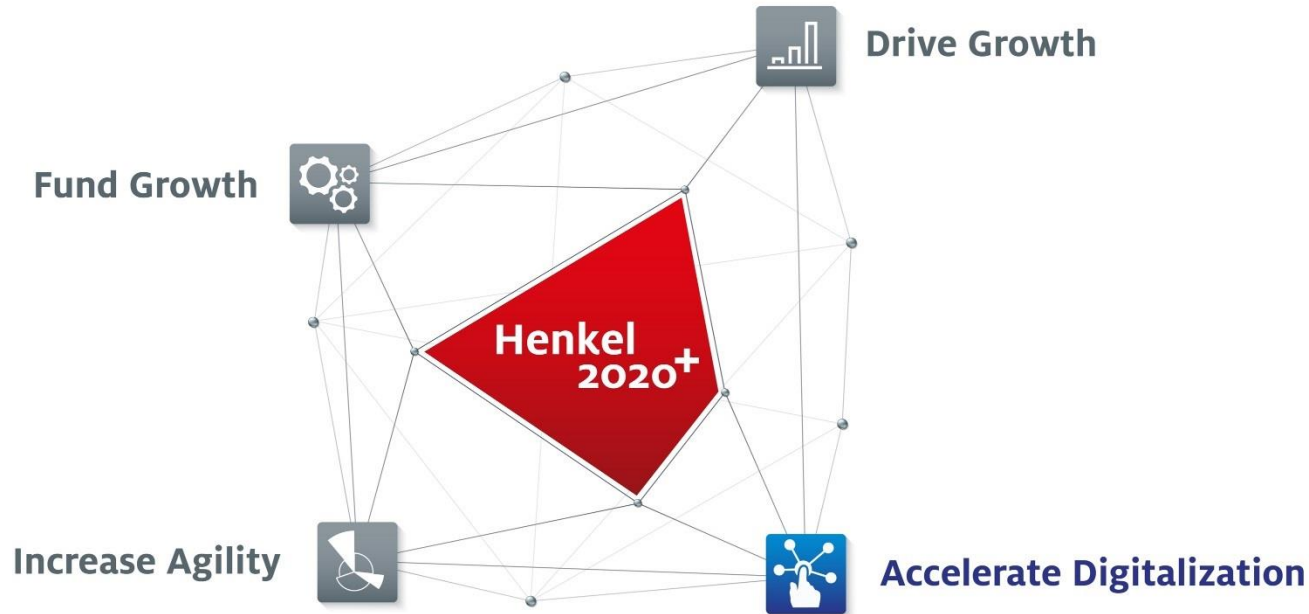 Drive Growth
Fund Growth
Henkel
2020+
Increase Agility
Accelerate Digitalization